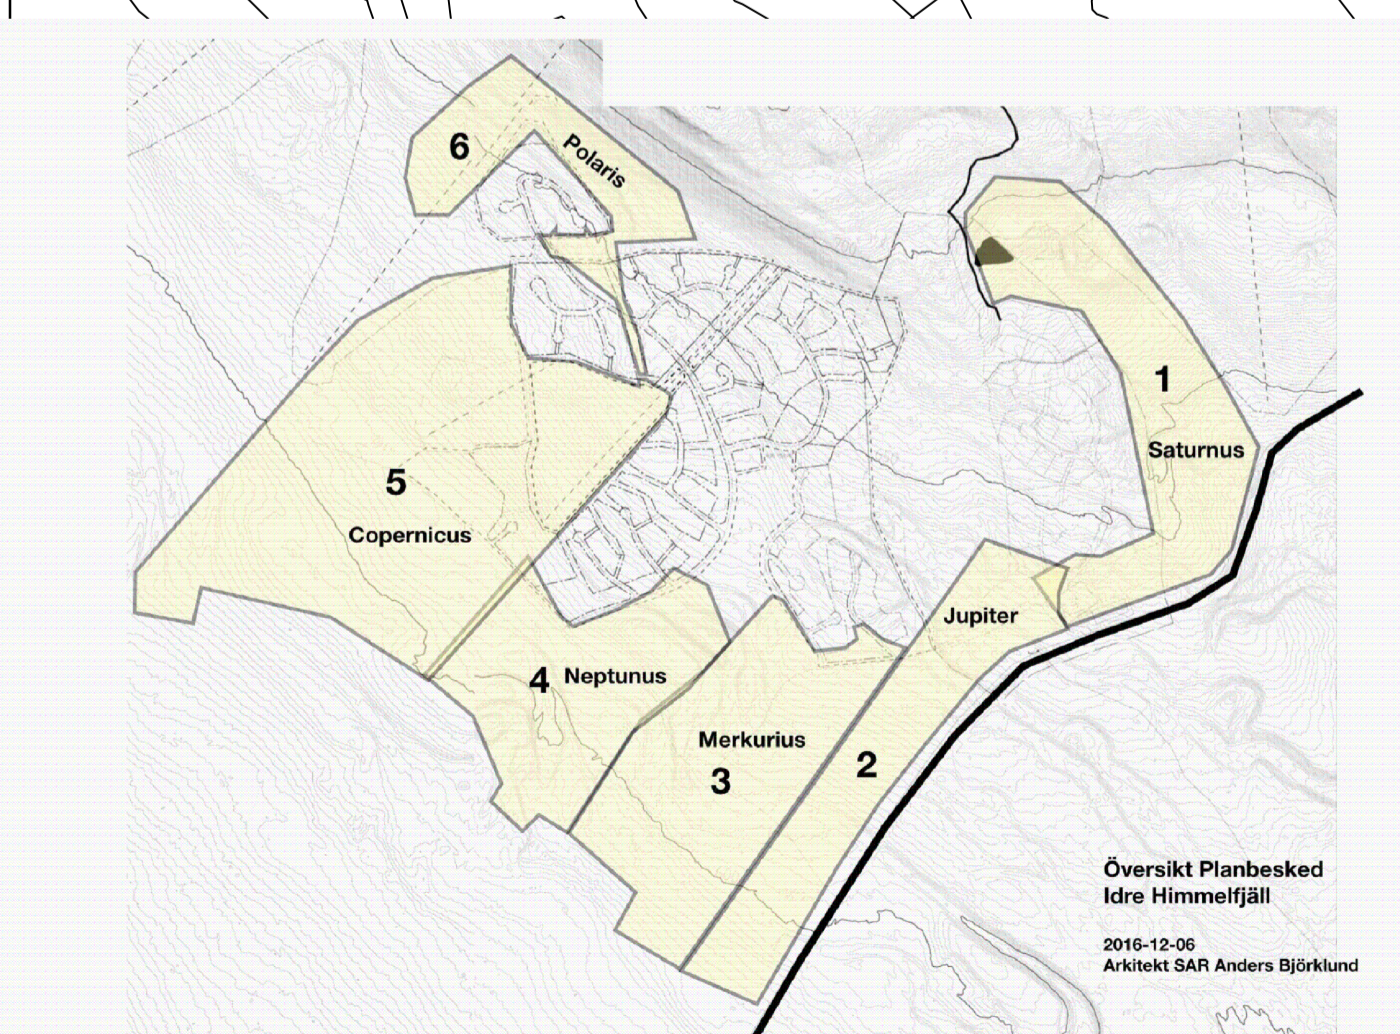 6
Polaris
1
Saturnus
5
Copernicus
Jupiter
4 Neptunus
Merkurius
3
2
Översikt Planbesked
Idre Himmelfjäll
2016-12-06
Arkitekt SAR Anders Björklund